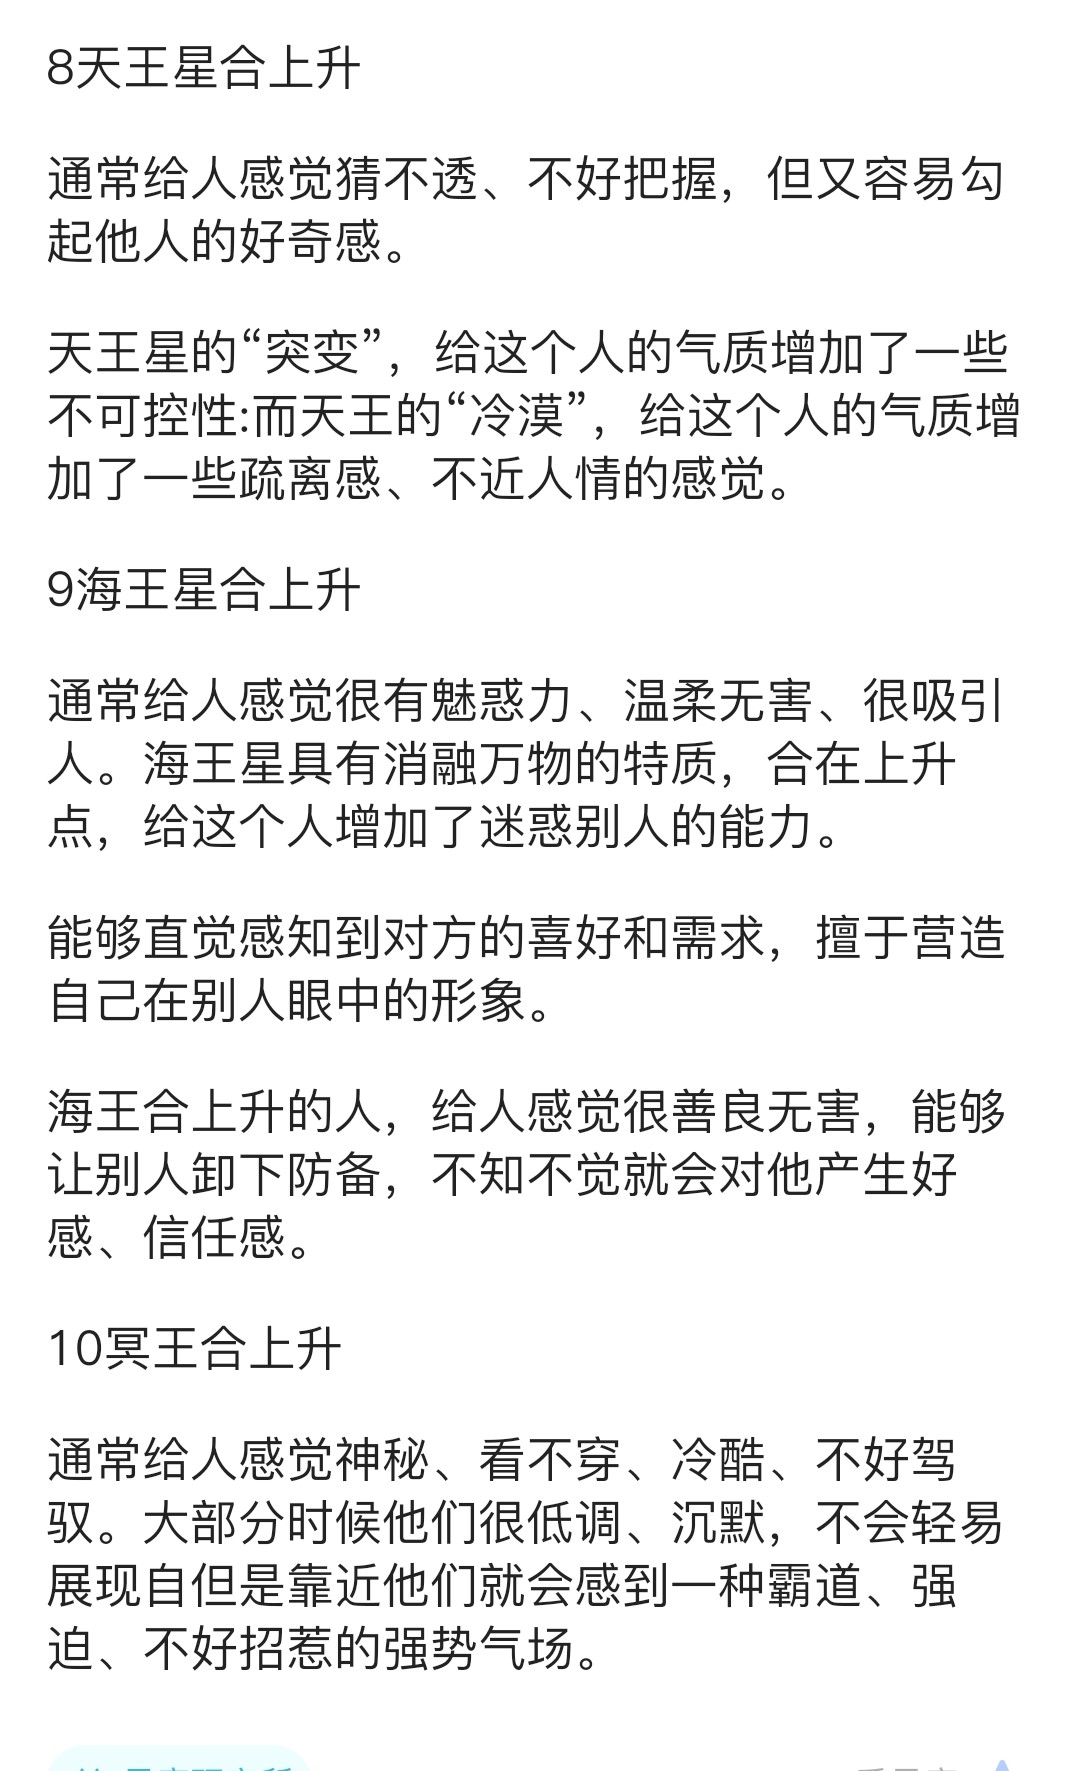 8天王星合上升
通常给人感觉猜不透、不好把握，但又容易勾
起他人的好奇感。
天王星的“突变”，给这个人的气质增加了一些
不可控性:而天王的“冷漠”，给这个人的气质增
加了一些疏离感、不近人情的感觉。
9海王星合上升
通常给人感觉很有魅惑力、温柔无害、很吸引
人。海王星具有消融万物的特质，合在上升
点，给这个人增加了迷惑别人的能力。
能够直觉感知到对方的喜好和需求，擅于营造
自己在别人眼中的形象。
海王合上升的人，给人感觉很善良无害，能够
让别人卸下防备，不知不觉就会对他产生好
感、信任感。
10冥王合上升
通常给人感觉神秘、看不穿、冷酷、不好驾
驭。大部分时候他们很低调、沉默，不会轻易
展现自但是靠近他们就会感到一种霸道、强
迫、不好招惹的强势气场。